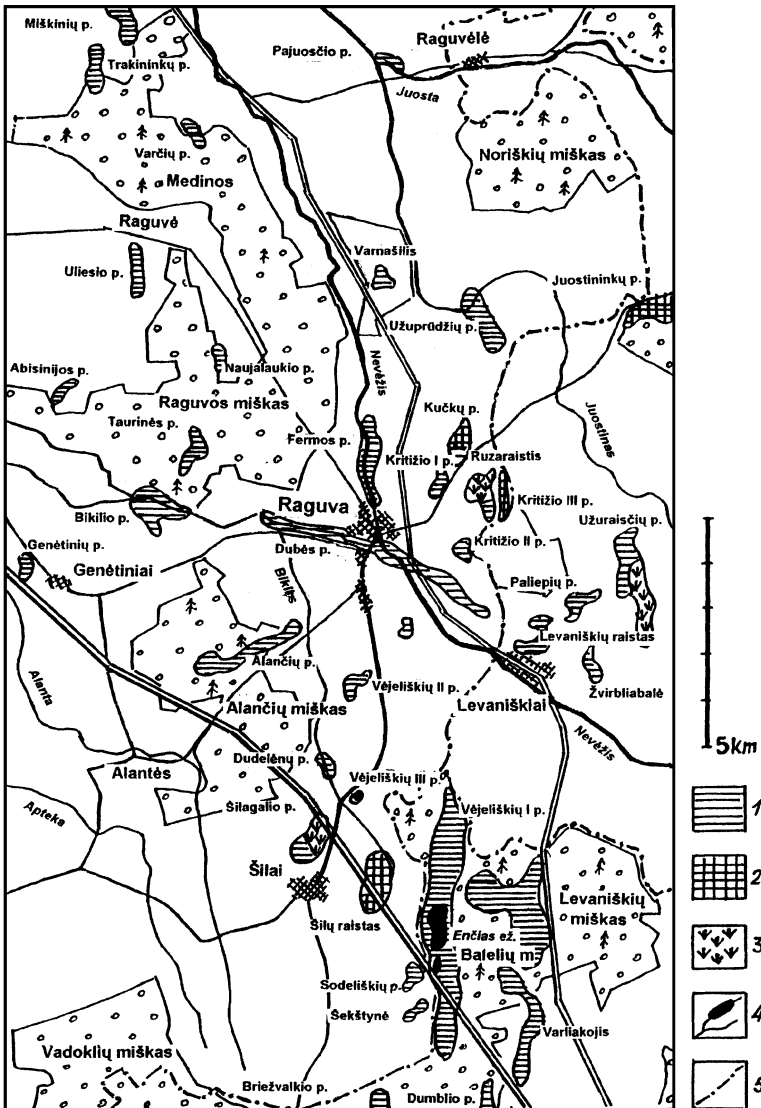 Miškinių p.
Pajuosčio p.
Raguvėlė
Trakininkų p.
Juosta
Varčių p.
Noriškių miškas
Medinos
Raguvė
Varnašilis
Uliesio p.
Juostininkų p.
Užuprūdžių p.
Nevėžis
Abisinijos p.
Naujalaukio p.
Raguvos miškas
Kučkų p.
Juostinas
Taurinės p.
Fermos p.
Kritižio I p.
Ruzaraistis
Raguva
Kritižio III p.
Bikilio p.
Užuraisčių p.
Dubės p.
Kritižio II p.
Genėtinių p.
Genėtiniai
Bikilis
Paliepių p.
Levaniškių raistas
Alančių p.
Alanta
Vėjeliškių II p.
Žvirbliabalė
Alančių miškas
Levaniškiai
Nevėžis
5km
Dudelėnų p.
Alantės
Vėjeliškių III p.
Apteka
Šilagalio p.
Vėjeliškių I p.
1
Šilai
2
Levaniškių
miškas
Šilų raistas
Enčias ež.
3
Balelių m.
Sodeliškių p.
Šekštynė
4
Varliakojis
Vadoklių miškas
5
Briežvalkio p.
Dumblio p.